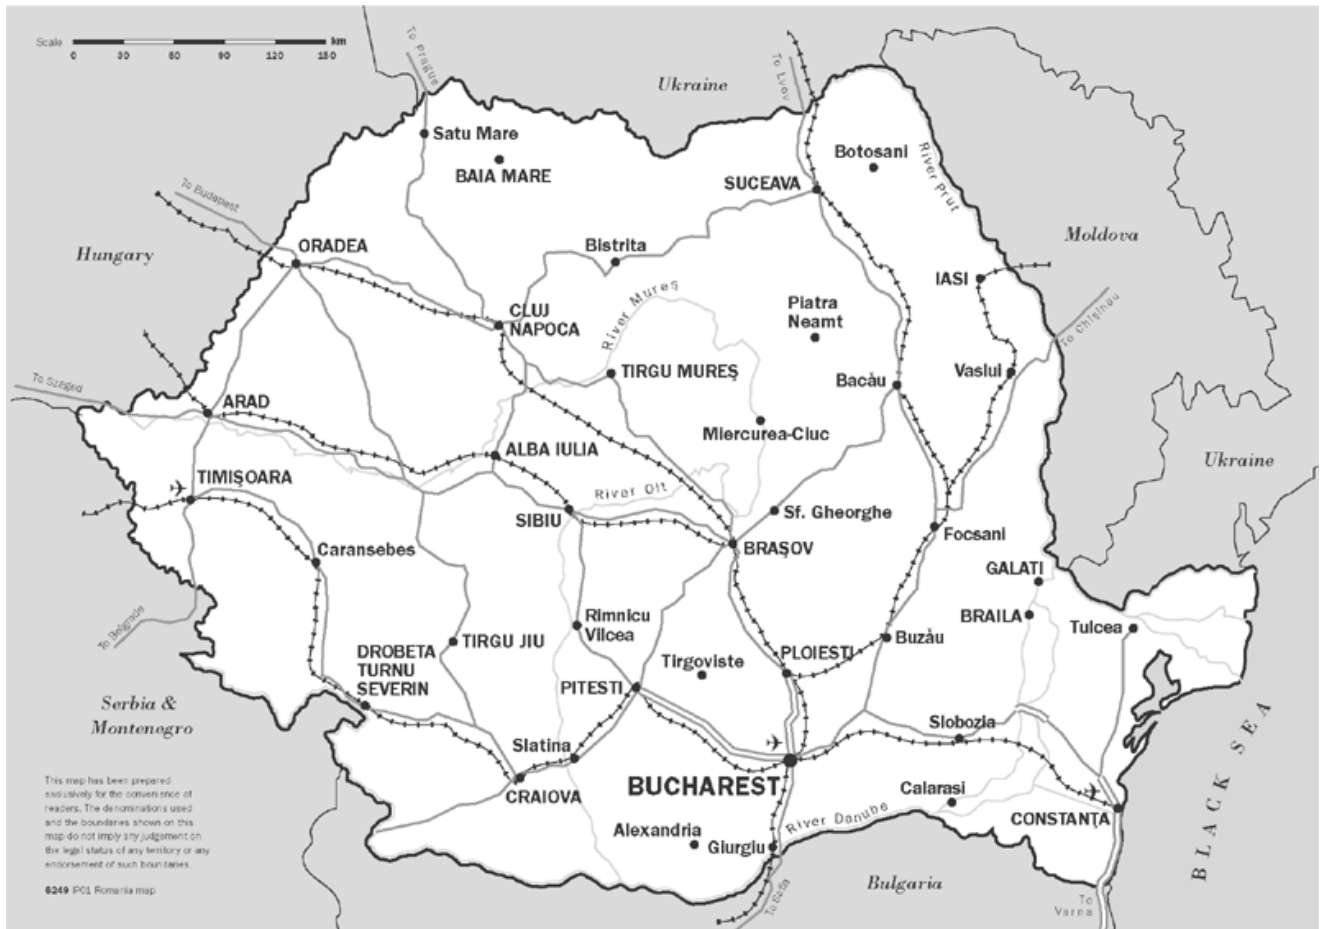 Scale
km
0 30 60 90 120 150
To Prague
Ukraine
To Lvov
Satu Mare
BAIA MARE
Botosani
River Prut
SUCEAVA
To Budapest
Hungary
ORADEA
Bistrita
Moldova
IASI
River Mureş
Piatra
Neamt
To Chişinau
CLUJ
NAPOCA
TIRGU MUREŞ
Bacău
Vaslui
To Szeged
ARAD
Miercurea-Ciuc
ALBA IULIA
Ukraine
TIMIŞOARA
River Olt
SIBIU
Sf. Gheorghe
Focsani
Caransebes
BRAŞOV
GALATI
To Belgrade
Rimnicu
Vilcea
BRAILA
Tulcea
DROBETA
TURNU
SEVERIN
TIRGU JIU
Tirgoviste
PLOIESTI
Buzău
PITESTI
Serbia &
Montenegro
Slatina
Slobozia
BLACK SEA
BUCHAREST
CRAIOVA
Calarasi
CONSTANŢA
River Danube
Alexandria
Giurgiu
Bulgaria
To Sofia
To
Varna
This map has been prepared
exclusively for the convenience of
readers. The denominations used
and the boundaries shown on this
map do not imply any judgement on
the legal status of any territory or any
endorsement of such boundaries.
6249 IP01 Romania map